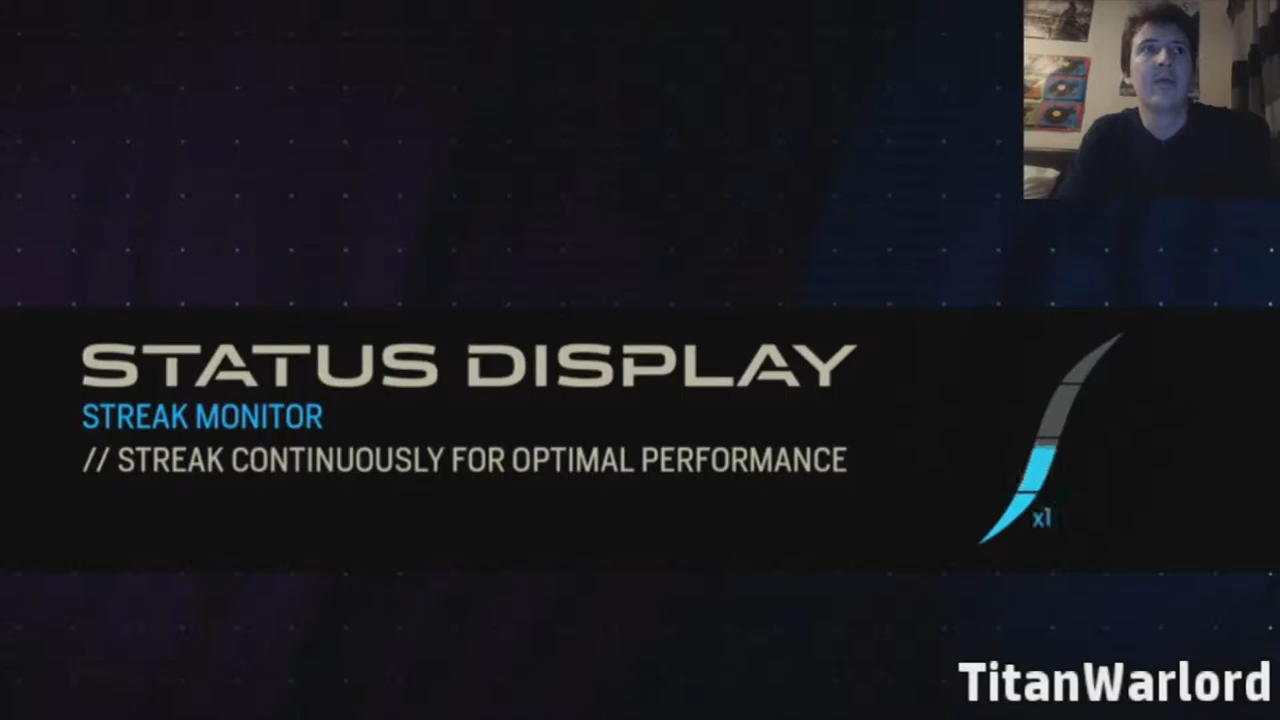 STATUS DISPLAY
STREAK MONITOR
// STREAK CONTINUOUSLY FOR OPTIMAL PERFORMANCE
x1
TitanWarlord